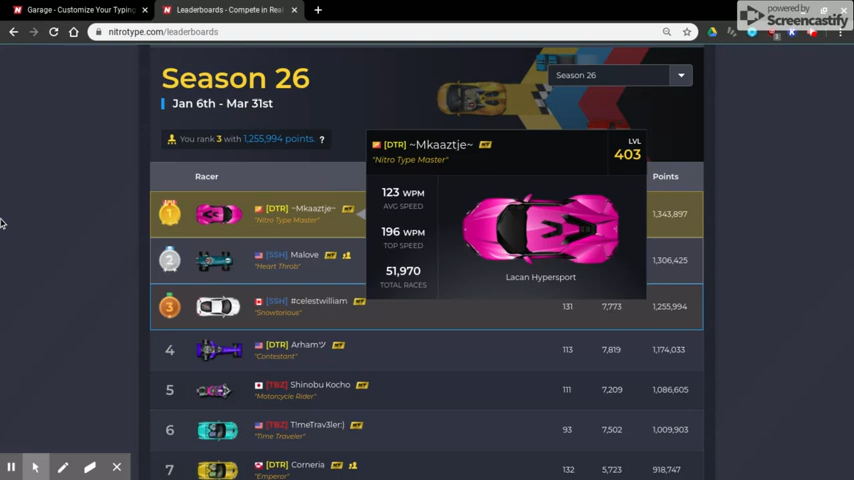 Garage - Customize Your Typing
Leaderboards - Compete in Real
powered by
Screencastify
nitrotype.com/leaderboards
Season 26
Jan 6th - Mar 31st
Season 26
You rank 3 with 1,255,994 points. ?
[DTR] ~Mkaaztje~
"Nitro Type Master"
LVL
403
Racer
Points
123 WPM
AVG SPEED
196 WPM
TOP SPEED
51,970
TOTAL RACES
Lacan Hypersport
1 [DTR] ~Mkaaztje~ 1,343,897
"Nitro Type Master"
2 [SSH] Malove 1,306,425
"Heart Throb"
3 [SSH] #celestwilliam 131 7,773 1,255,994
"Snowtorious"
4 [DTR] Arhamツ 113 7,819 1,174,033
"Contestant"
5 [TBZ] Shinobu Kocho 111 7,209 1,086,605
"Motorcycle Rider"
6 [TBZ] T!meTrav3ler:) 93 7,502 1,009,903
"Time Traveler"
7 [DTR] Corneria 132 5,723 918,747
"Emperor"